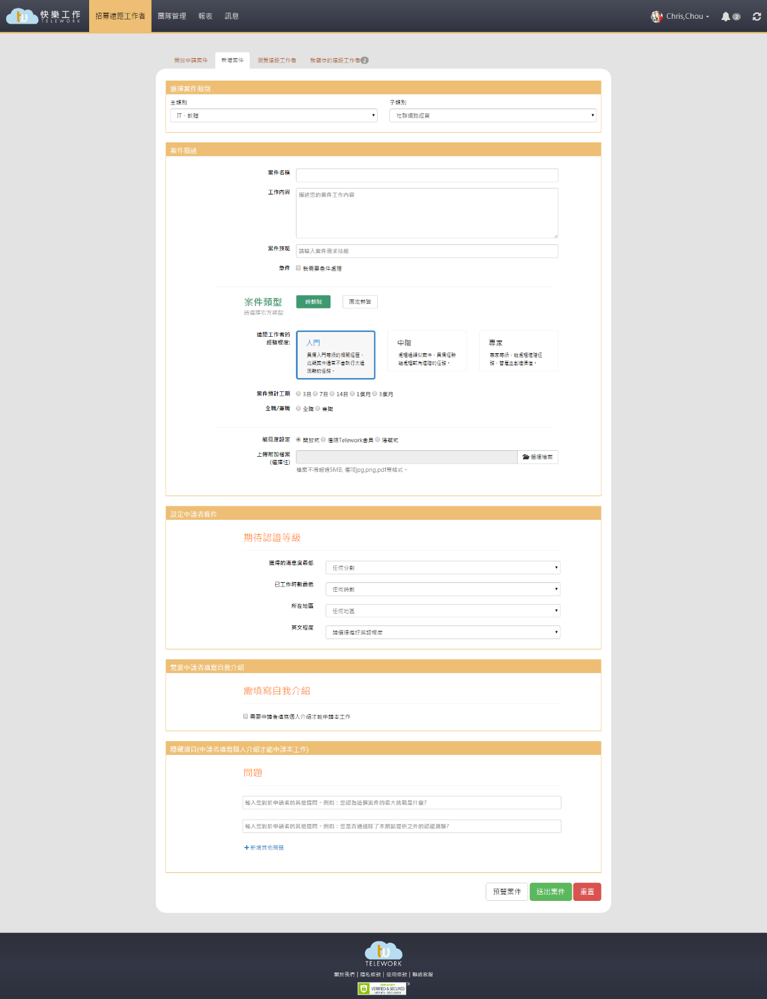 tw 快樂工作
TELEWORK
招募遠距工作者 團隊管理 報表 訊息
Chris,Chou 2
開放申請案件 新增案件 瀏覽遠距工作者 我儲存的遠距工作者 2
選擇案件類別
主類別 子類別
IT、軟體 社群網路經營
案件描述
案件名稱
工作內容 描述您的案件工作內容
案件技能 請輸入案件需求技能
急件 我需要急件處理
案件類型 時薪制 固定薪資
請選擇右方類型:
遠距工作者的
經驗程度:
入門
具備入門等級的相關經歷，
此類案件通常不會執行太過
困難的任務。
中階
處理過類似案件，具備經驗
能處理較為進階的任務。
專家
專家等級，能處理進階任
務，替雇主創造價值。
案件預計工期 3日 7日 14日 1個月 3個月
全職/兼職 全職 兼職
能見度設定 開放式 僅限Telework會員 隱藏式
上傳附加檔案
(選擇性)
選擇檔案
檔案不得超過5MB, 僅限jpg,png,pdf等格式。
設定申請者條件
期待認證等級
獲得的滿意度最低 任何分數
已工作時數最低 任何時數
所在地區 任何地區
英文程度 請選擇偏好英語程度
需要申請者填寫自我介紹
需填寫自我介紹
需要申請者填寫個人介紹才能申請本工作
隱藏項目(申請者填寫個人介紹才能申請本工作)
問題
輸入您對於申請者的其他提問。例如：您認為這個案件的最大挑戰是什麼?
輸入您對於申請者的其他提問。例如：您是否通過除了本網站提供之外的認證測驗?
+新增其他問題
預覽案件 送出案件 重置
tw
TELEWORK
關於我們 | 隱私條款 | 使用條款 | 聯絡客服
GODADDY
VERIFIED & SECURED
VERIFY SECURITY